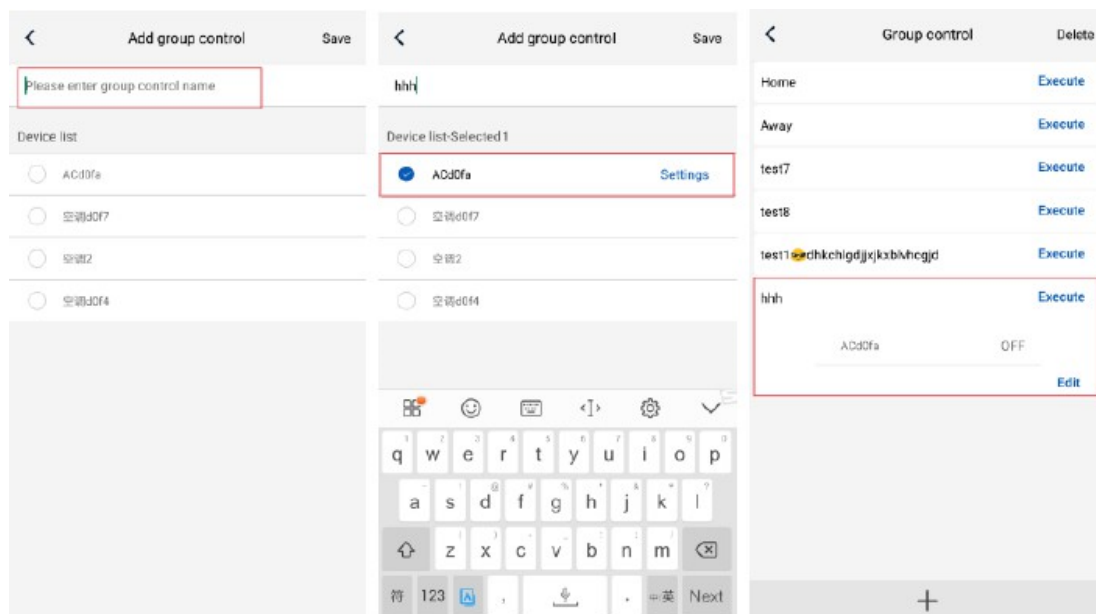 Add group control Save
Please enter group control name
Device list
ACd0fa
空调d0f7
空调2
空调d0f4
Add group control Save
hhh
Device list-Selected1
ACd0fa Settings
空调d0f7
空调2
空调d0f4
q w e r t y u i o p
a s d f g h j k l
z x c v b n m
符 123 A , . 中英 Next
Group control Delete
Home Execute
Away Execute
test7 Execute
test8 Execute
hhh Execute
ACd0fa OFF
Edit